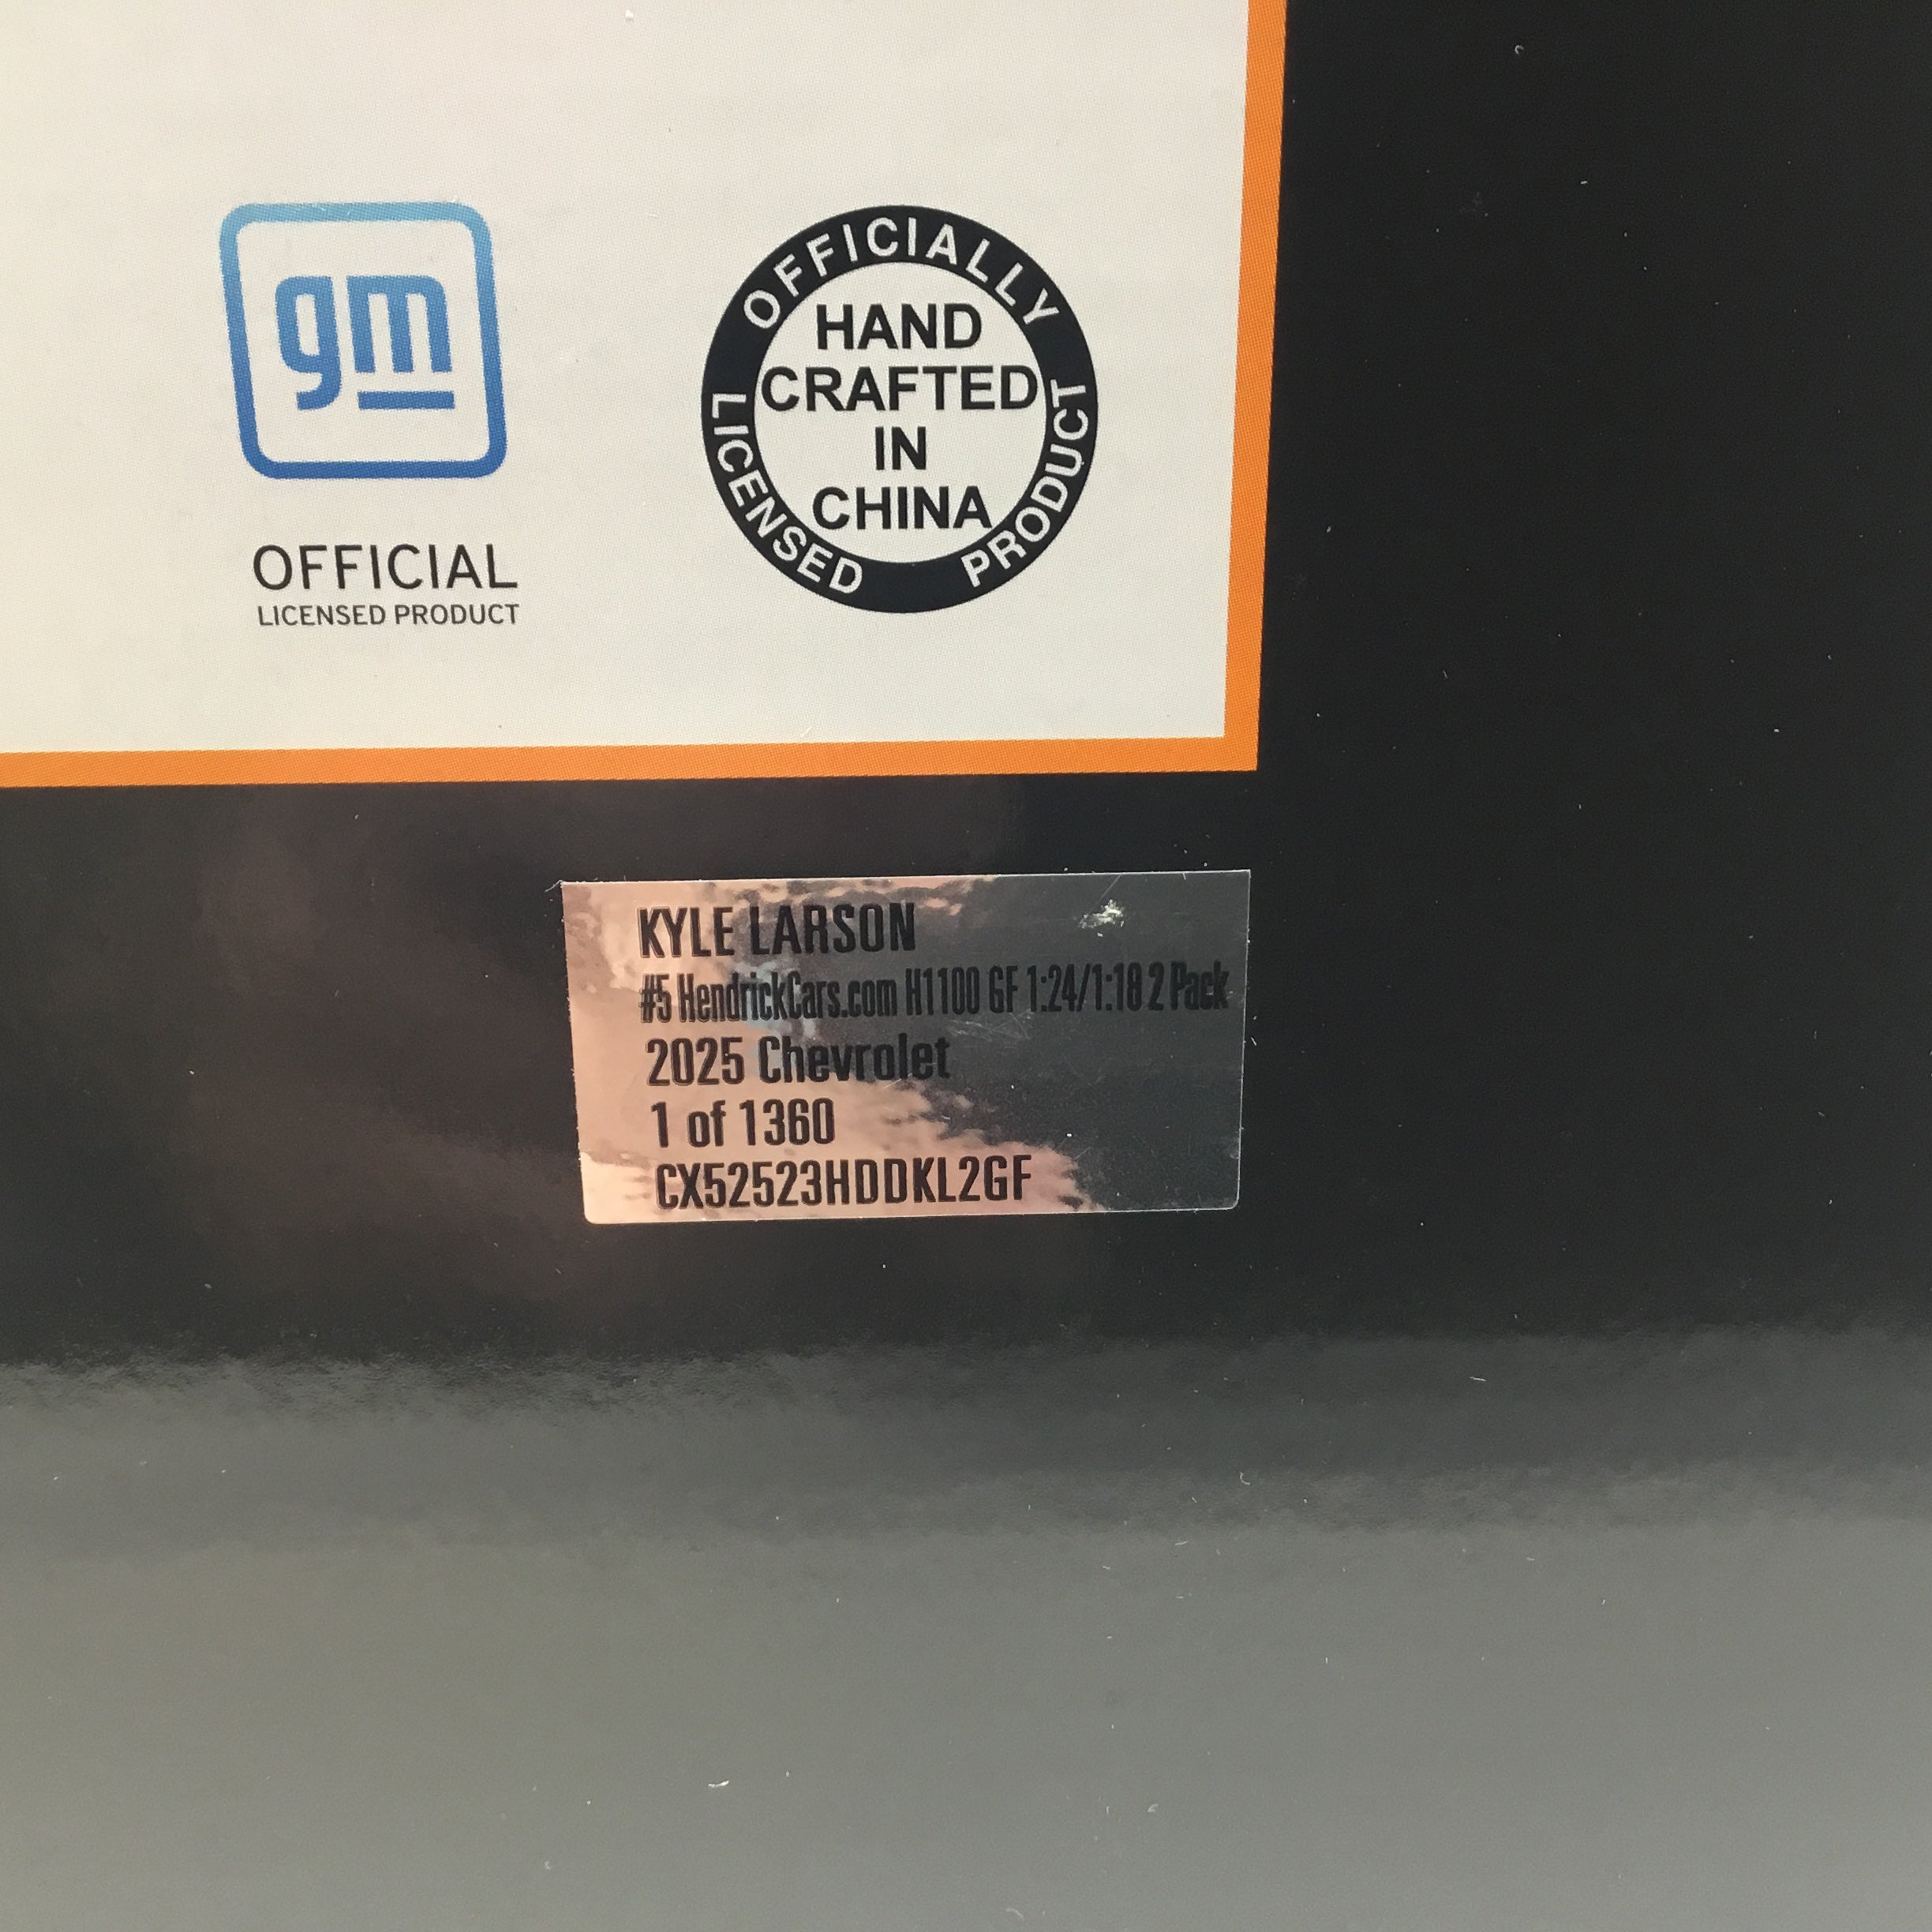 gm
OFFICIAL
LICENSED PRODUCT
OFFICIALLY
LICENSED PRODUCT
HAND
CRAFTED
IN
CHINA
KYLE LARSON
#5 HendrickCars.com H1100 GF 1:24/1:18 2 Pack
2025 Chevrolet
1 of 1360
CX52523HDDKL2GF